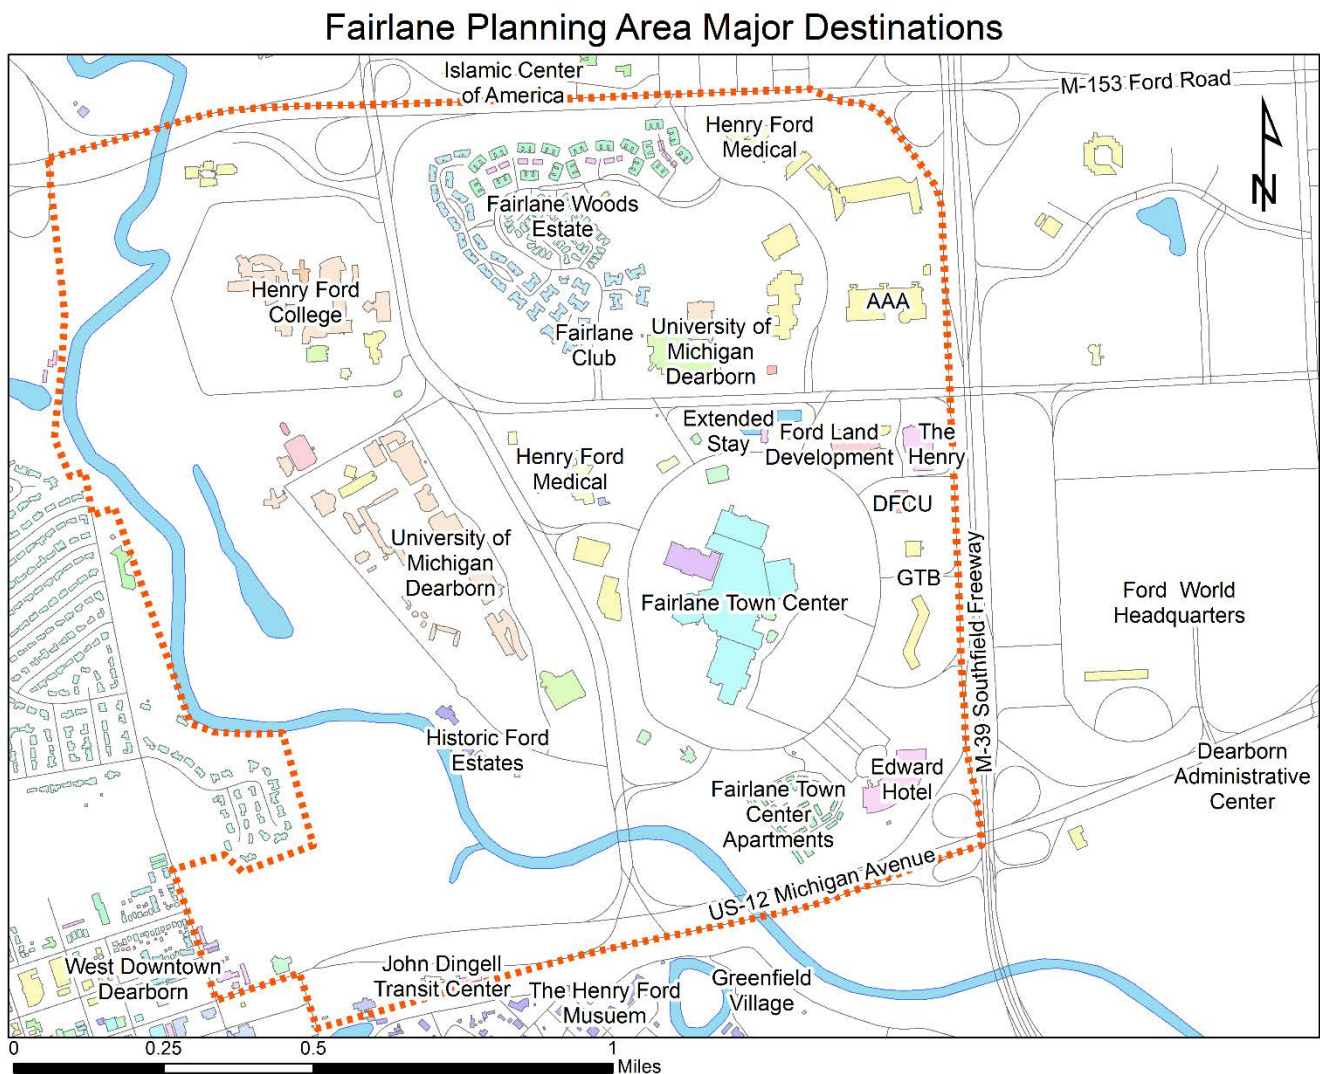 Fairlane Planning Area Major Destinations
Islamic Center
of America
M-153 Ford Road
Henry Ford
Medical
N
Fairlane Woods
Estate
Henry Ford
College
AAA
Fairlane
Club
University of
Michigan
Dearborn
Extended
Stay
Ford Land
Development
The
Henry
Henry Ford
Medical
DFCU
University of
Michigan
Dearborn
GTB
Fairlane Town Center
M-39 Southfield Freeway
Ford World
Headquarters
Historic Ford
Estates
Edward
Hotel
Dearborn
Administrative
Center
Fairlane Town
Center
Apartments
US-12 Michigan Avenue
West Downtown
Dearborn
John Dingell
Transit Center
The Henry Ford
Musuem
Greenfield
Village
0 0.25 0.5 1
Miles